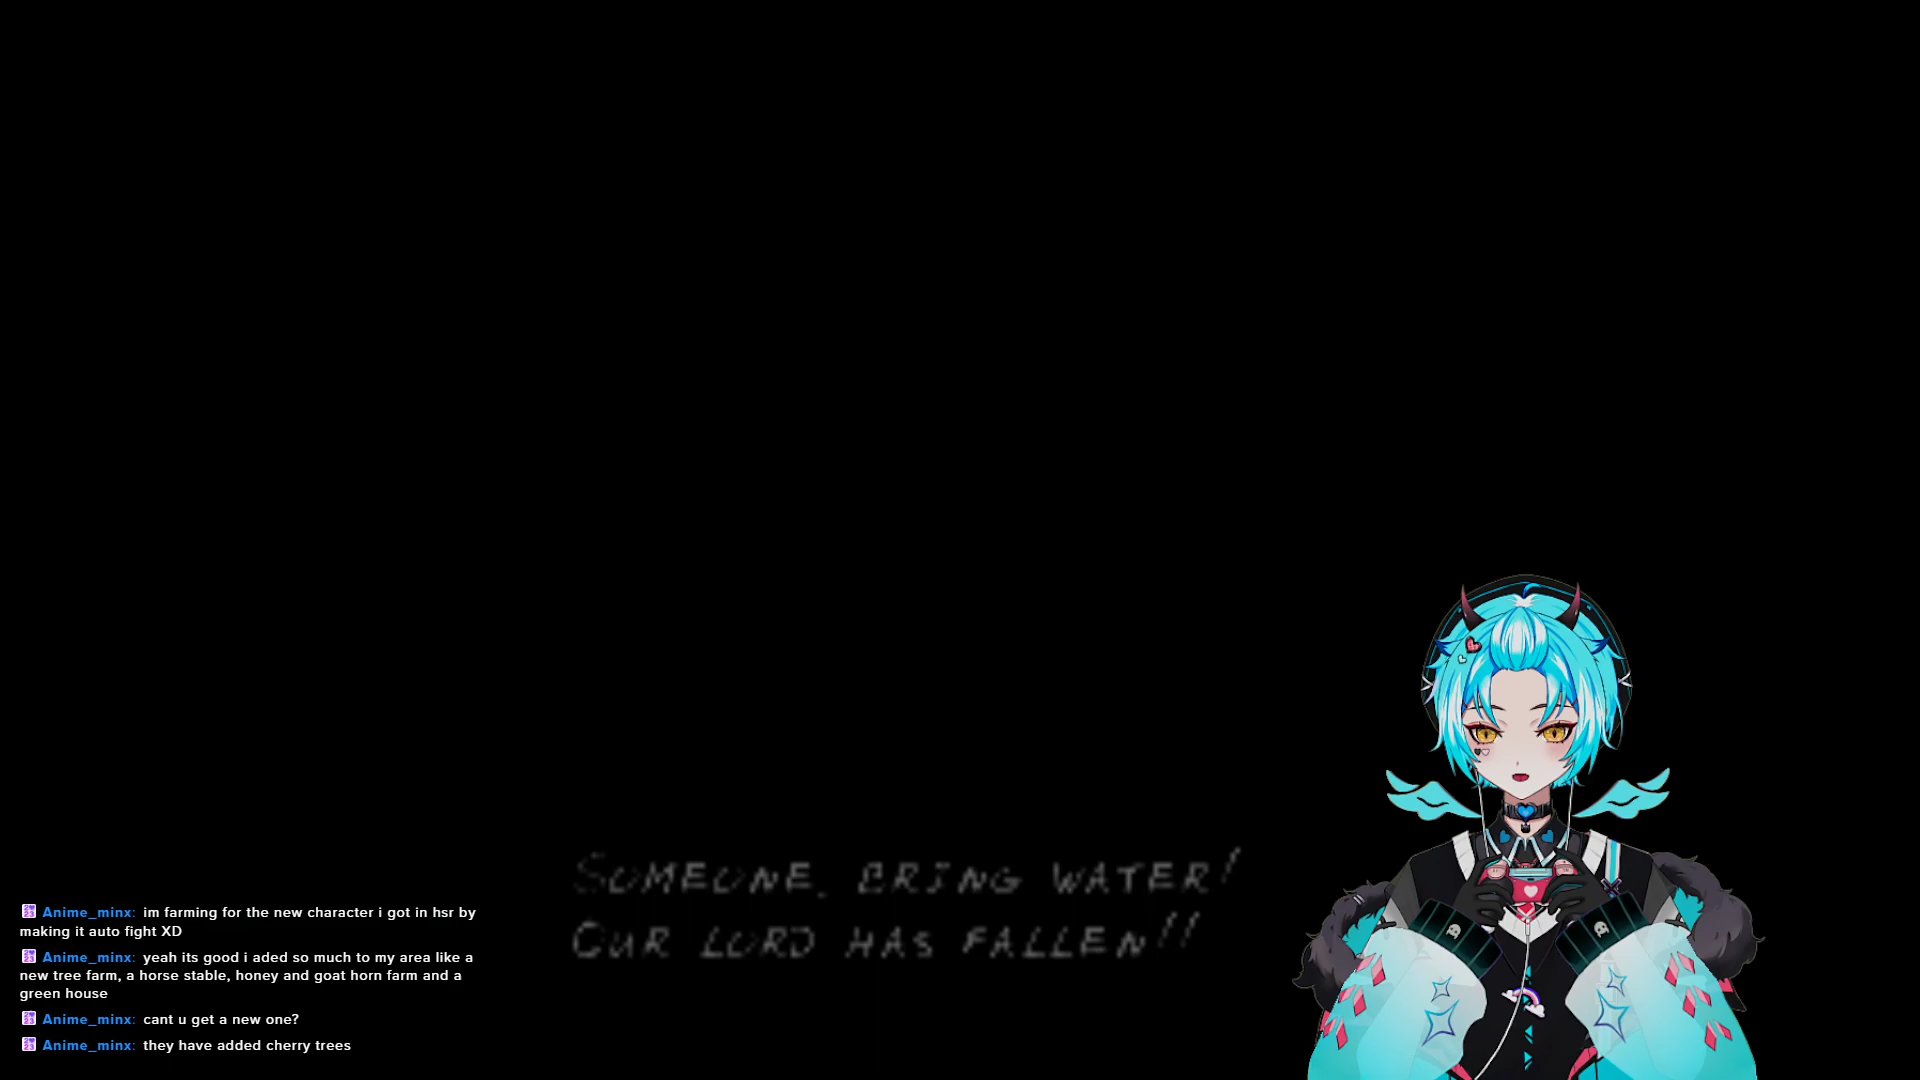 SOMEONE, BRING WATER!
OUR LORD HAS FALLEN!!
Anime_minx: im farming for the new character i got in hsr by
making it auto fight XD
Anime_minx: yeah its good i aded so much to my area like a
new tree farm, a horse stable, honey and goat horn farm and a
green house
Anime_minx: cant u get a new one?
Anime_minx: they have added cherry trees